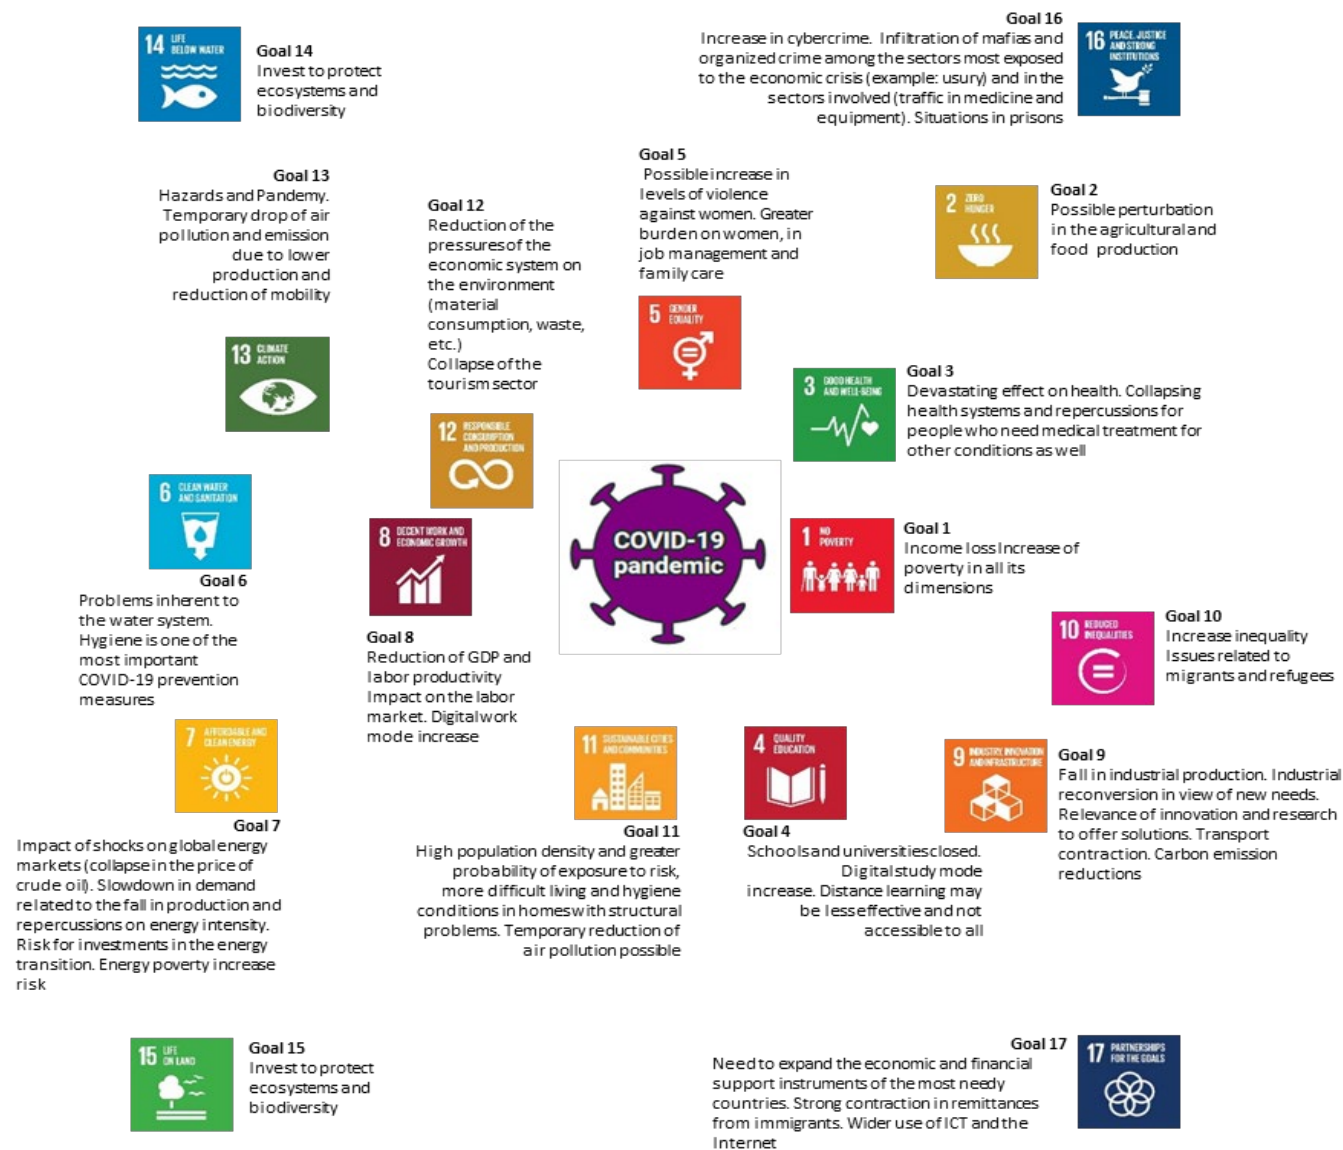 14 LIFE
BELOW WATER
Goal 14
Invest to protect
ecosystems and
biodiversity
Goal 16
Increase in cybercrime. Infiltration of mafias and
organized crime among the sectors most exposed
to the economic crisis (example: usury) and in the
sectors involved (traffic in medicine and
equipment). Situations in prisons
16 PEACE, JUSTICE
AND STRONG
INSTITUTIONS
Goal 13
Hazards and Pandemy.
Temporary drop of air
pollution and emission
due to lower
production and
reduction of mobility
13 CLIMATE
ACTION
Goal 12
Reduction of the
pressures of the
economic system on
the environment
(material
consumption, waste,
etc.)
Collapse of the
tourism sector
12 RESPONSIBLE
CONSUMPTION
AND PRODUCTION
Goal 5
Possible increase in
levels of violence
against women. Greater
burden on women, in
job management and
family care
5 GENDER
EQUALITY
2 ZERO
HUNGER
Goal 2
Possible perturbation
in the agricultural and
food production
3 GOOD HEALTH
AND WELL-BEING
Goal 3
Devastating effect on health. Collapsing
health systems and repercussions for
people who need medical treatment for
other conditions as well
6 CLEAN WATER
AND SANITATION
Goal 6
Problems inherent to
the water system.
Hygiene is one of the
most important
COVID-19 prevention
measures
8 DECENT WORK AND
ECONOMIC GROWTH
Goal 8
Reduction of GDP and
labor productivity
Impact on the labor
market. Digital work
mode increase
COVID-19
pandemic
1 NO
POVERTY
Goal 1
Income loss Increase of
poverty in all its
dimensions
10 REDUCED
INEQUALITIES
Goal 10
Increase inequality
Issues related to
migrants and refugees
7 AFFORDABLE AND
CLEAN ENERGY
Goal 7
Impact of shocks on global energy
markets (collapse in the price of
crude oil). Slowdown in demand
related to the fall in production and
repercussions on energy intensity.
Risk for investments in the energy
transition. Energy poverty increase
risk
11 SUSTAINABLE CITIES
AND COMMUNITIES
Goal 11
High population density and greater
probability of exposure to risk,
more difficult living and hygiene
conditions in homes with structural
problems. Temporary reduction of
air pollution possible
4 QUALITY
EDUCATION
Goal 4
Schools and universities closed.
Digital study mode
increase. Distance learning may
be less effective and not
accessible to all
9 INDUSTRY, INNOVATION
AND INFRASTRUCTURE
Goal 9
Fall in industrial production. Industrial
reconversion in view of new needs.
Relevance of innovation and research
to offer solutions. Transport
contraction. Carbon emission
reductions
15 LIFE
ON LAND
Goal 15
Invest to protect
ecosystems and
biodiversity
Goal 17
Need to expand the economic and financial
support instruments of the most needy
countries. Strong contraction in remittances
from immigrants. Wider use of ICT and the
Internet
17 PARTNERSHIPS
FOR THE GOALS